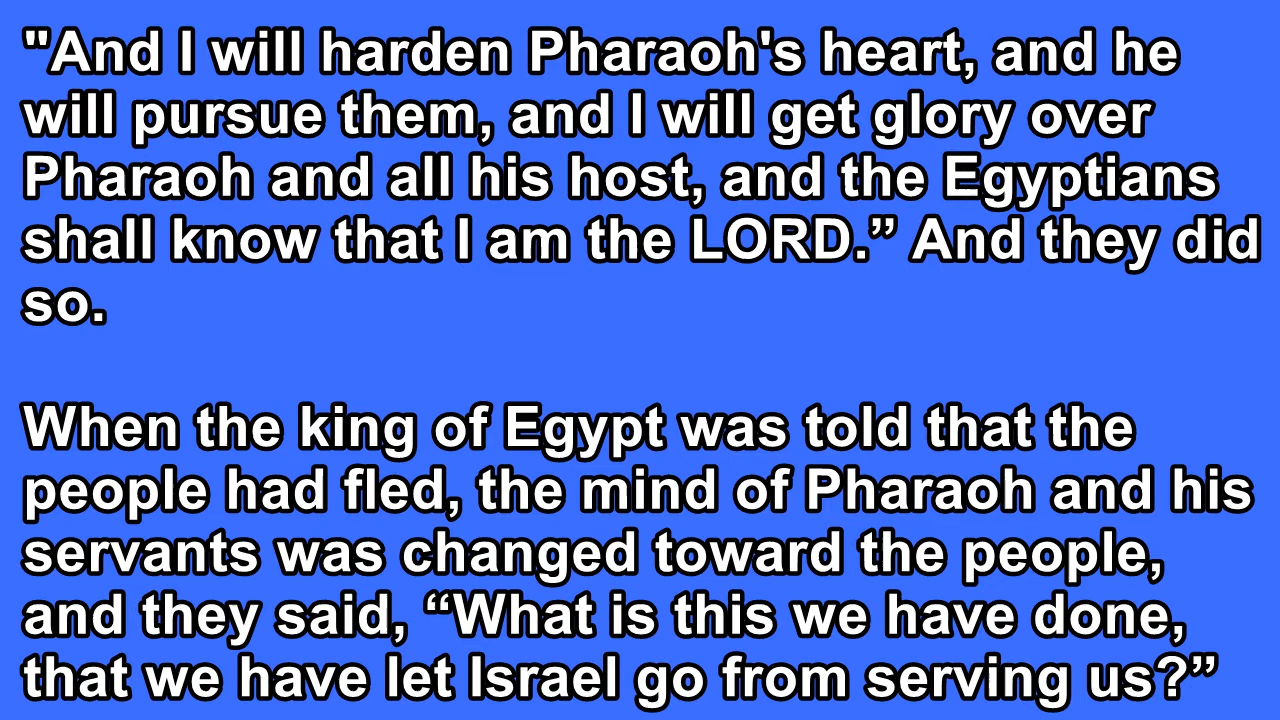 "And I will harden Pharaoh's heart, and he
will pursue them, and I will get glory over
Pharaoh and all his host, and the Egyptians
shall know that I am the LORD.” And they did
so.
When the king of Egypt was told that the
people had fled, the mind of Pharaoh and his
servants was changed toward the people,
and they said, “What is this we have done,
that we have let Israel go from serving us?”